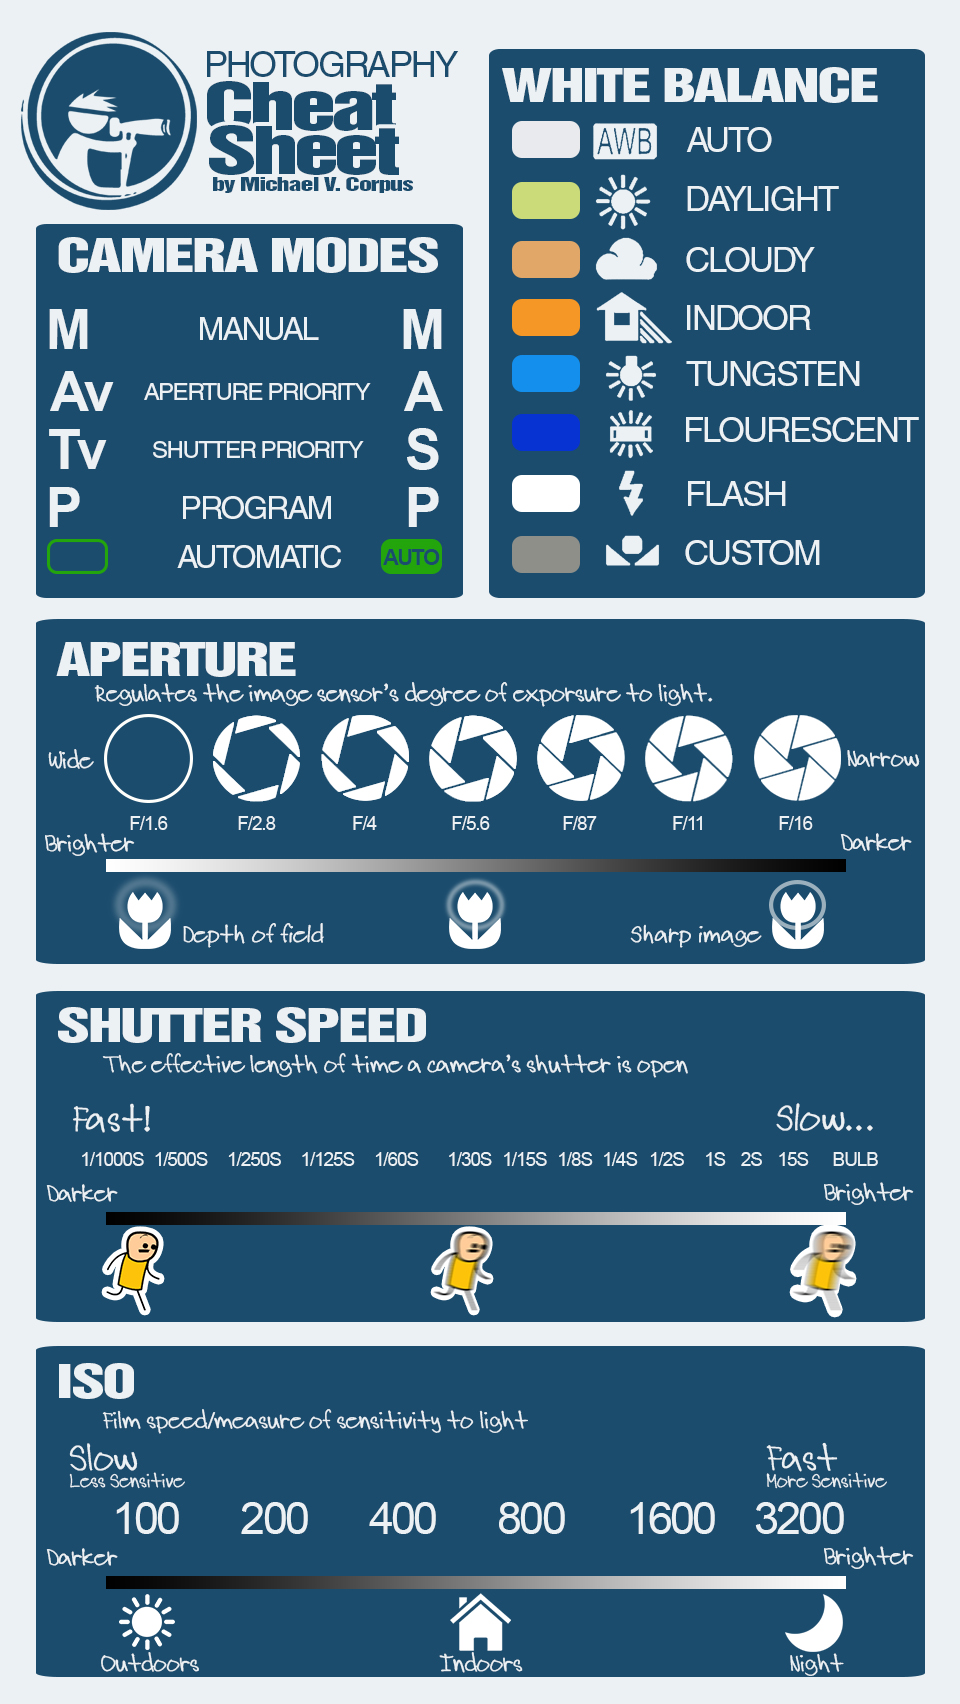 PHOTOGRAPHY
Cheat
Sheet
by Michael V. Corpus
CAMERA MODES
M MANUAL M
Av APERTURE PRIORITY A
Tv SHUTTER PRIORITY S
P PROGRAM P
AUTOMATIC AUTO
WHITE BALANCE
AWB AUTO
DAYLIGHT
CLOUDY
INDOOR
TUNGSTEN
FLOURESCENT
FLASH
CUSTOM
APERTURE
Regulates the image sensor's degree of exporsure to light.
Wide Narrow
F/1.6 F/2.8 F/4 F/5.6 F/87 F/11 F/16
Brighter Darker
Depth of field Sharp image
SHUTTER SPEED
The effective length of time a camera's shutter is open
Fast! Slow...
1/1000S 1/500S 1/250S 1/125S 1/60S 1/30S 1/15S 1/8S 1/4S 1/2S 1S 2S 15S BULB
Darker Brighter
ISO
Film speed/measure of sensitivity to light
Slow Fast
Less Sensitive More Sensitive
100 200 400 800 1600 3200
Darker Brighter
Outdoors Indoors Night